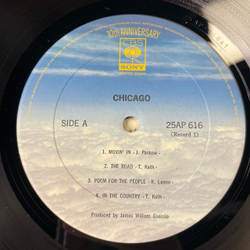 10th ANNIVERSARY
CBS
SONY
CHICAGO
SIDE A
25AP 616
(Record 1)
1. MOVIN' IN - J. Pankow -
2. THE ROAD - T. Kath -
3. POEM FOR THE PEOPLE - R. Lamm -
4. IN THE COUNTRY - T. Kath -
Produced by James William Guercio